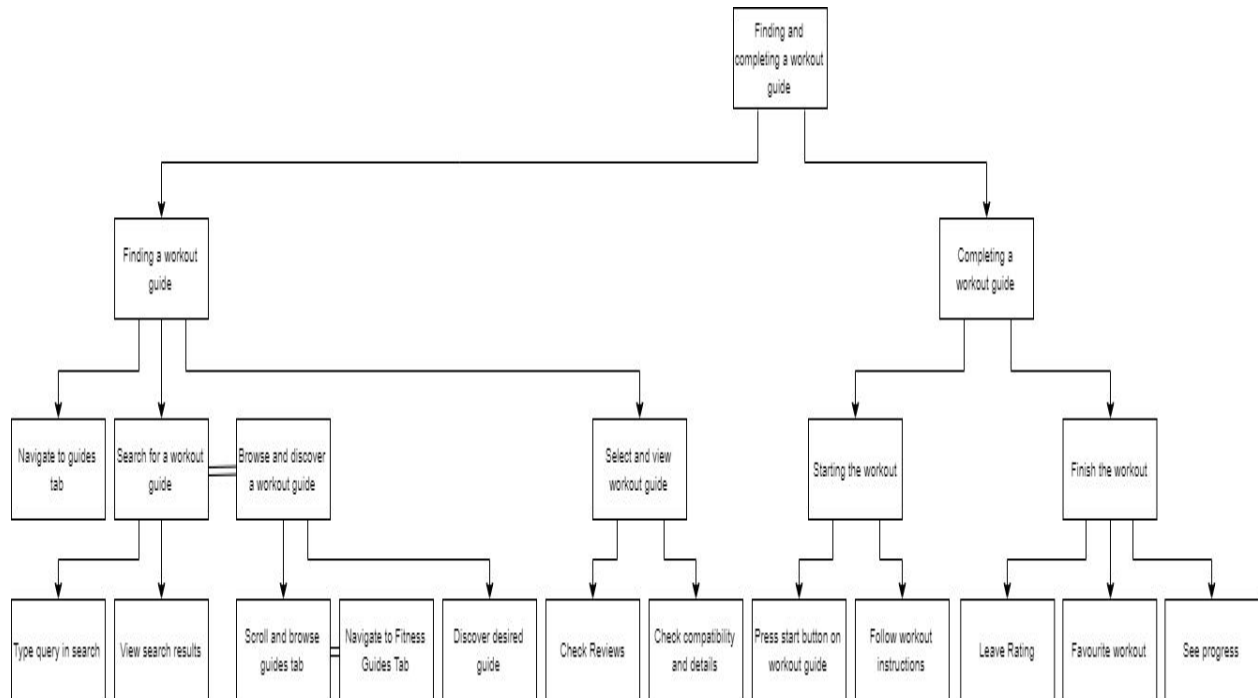 Finding and
completing a workout
guide
Finding a workout
guide
Completing a
workout guide
Navigate to guides
tab
Search for a workout
guide
Browse and discover
a workout guide
Select and view
workout guide
Starting the workout
Finish the workout
Type query in search
View search results
Scroll and browse
guides tab
Navigate to Fitness
Guides Tab
Discover desired
guide
Check Reviews
Check compatibility
and details
Press start button on
workout guide
Follow workout
instructions
Leave Rating
Favourite workout
See progress